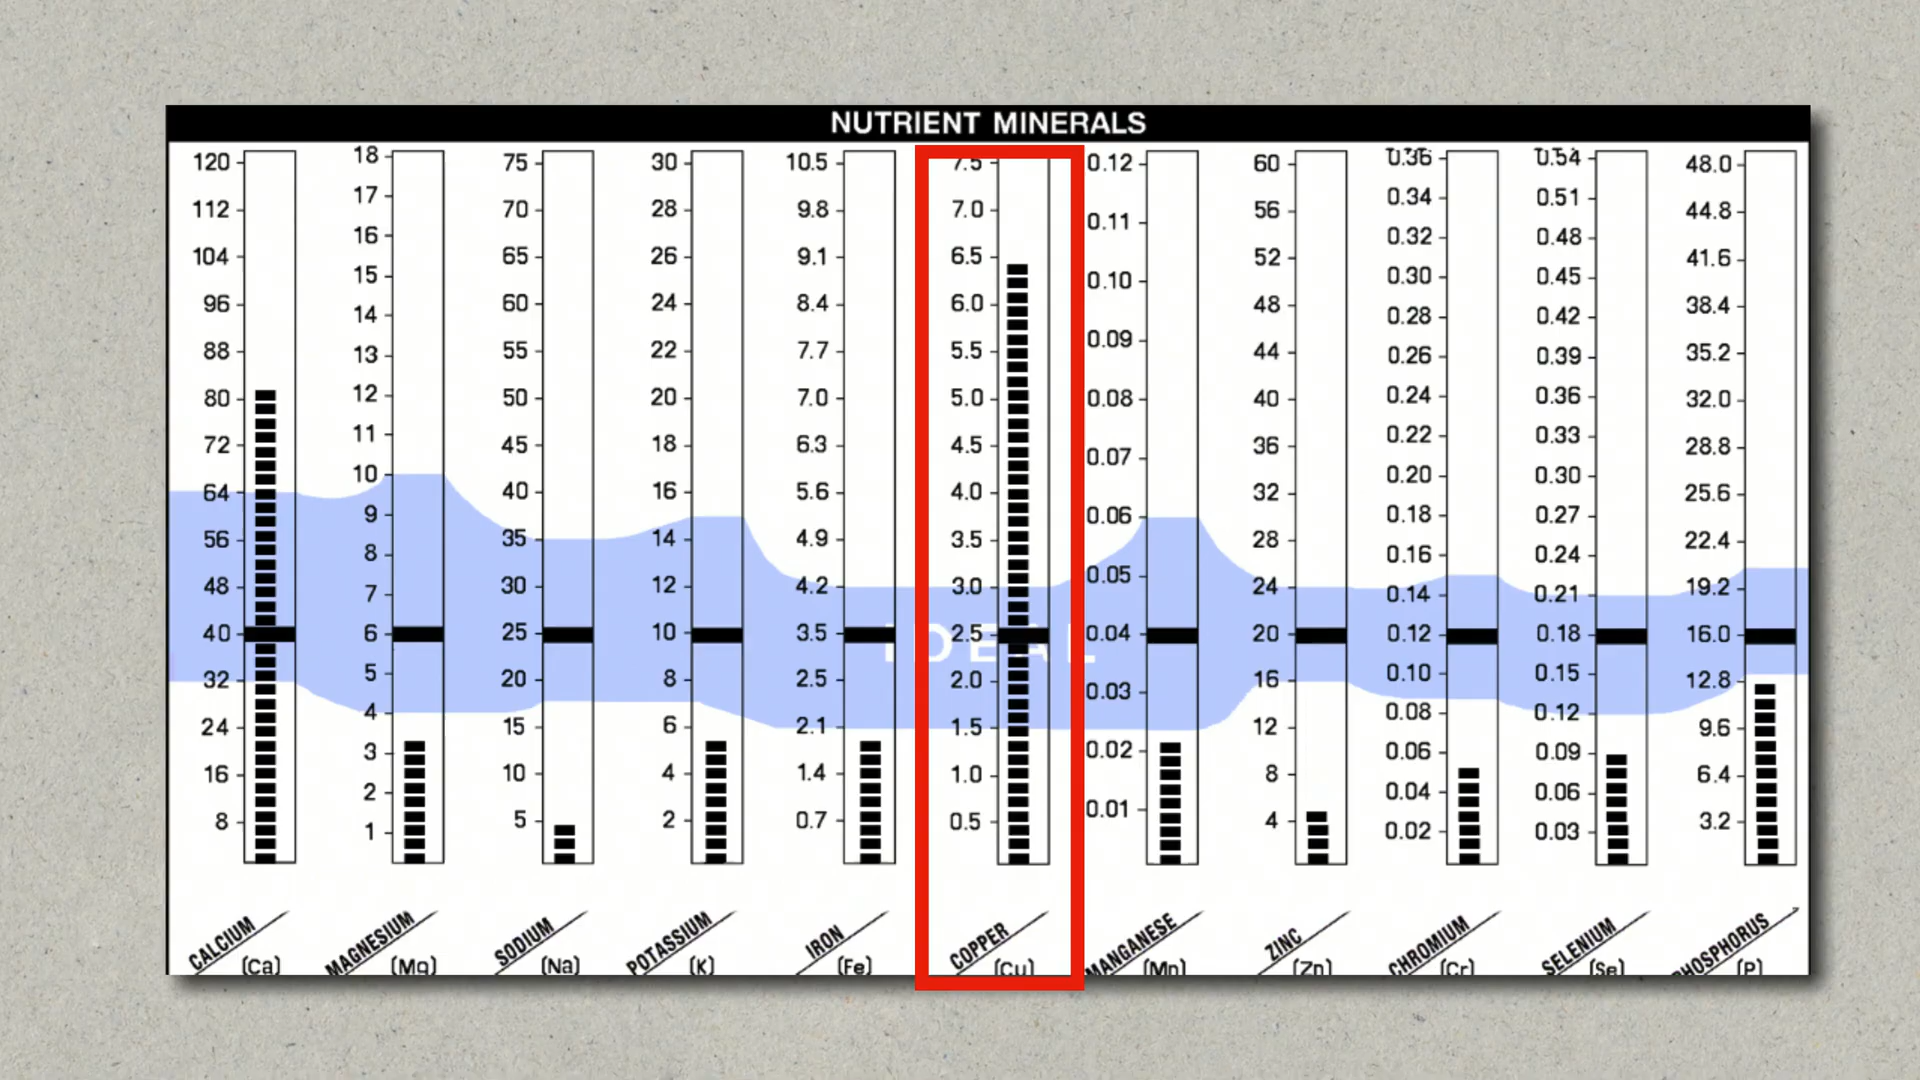 NUTRIENT MINERALS
120 112 104 96 88 80 72 64 56 48 40 32 24 16 8
18 17 16 15 14 13 12 11 10 9 8 7 6 5 4 3 2 1
75 70 65 60 55 50 45 40 35 30 25 20 15 10 5
30 28 26 24 22 20 18 16 14 12 10 8 6 4 2
10.5 9.8 9.1 8.4 7.7 7.0 6.3 5.6 4.9 4.2 3.5 2.5 2.1 1.4 0.7
7.5 7.0 6.5 6.0 5.5 5.0 4.5 4.0 3.5 3.0 2.5 2.0 1.5 1.0 0.5
0.12 0.11 0.10 0.09 0.08 0.07 0.06 0.05 0.04 0.03 0.02 0.01
60 56 52 48 44 40 36 32 28 24 20 16 12 8 4
0.36 0.34 0.32 0.30 0.28 0.26 0.24 0.22 0.20 0.18 0.16 0.14 0.12 0.10 0.08 0.06 0.04 0.02
0.54 0.51 0.48 0.45 0.42 0.39 0.36 0.33 0.30 0.27 0.24 0.21 0.18 0.15 0.12 0.09 0.06 0.03
48.0 44.8 41.6 38.4 35.2 32.0 28.8 25.6 22.4 19.2 16.0 12.8 9.6 6.4 3.2
IDEAL
CALCIUM (Ca)
MAGNESIUM (Mg)
SODIUM (Na)
POTASSIUM (K)
IRON (Fe)
COPPER (Cu)
MANGANESE (Mn)
ZINC (Zn)
CHROMIUM (Cr)
SELENIUM (Se)
PHOSPHORUS (P)